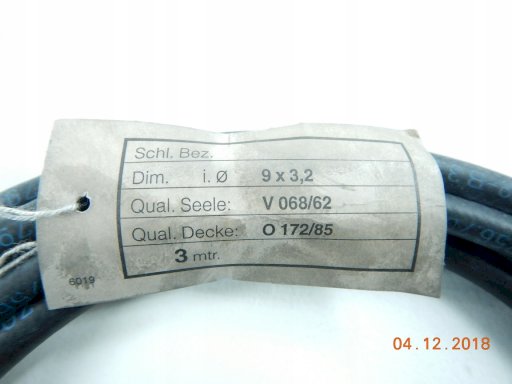 Schl. Bez.
Dim. i. Ø 9 x 3,2
Qual. Seele: V 068/62
Qual. Decke: O 172/85
3 mtr.
6019
04.12.2018